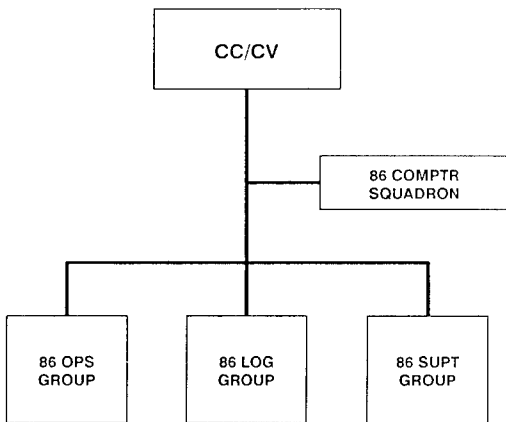 CC/CV
86 COMPTR
SQUADRON
86 OPS
GROUP
86 LOG
GROUP
86 SUPT
GROUP